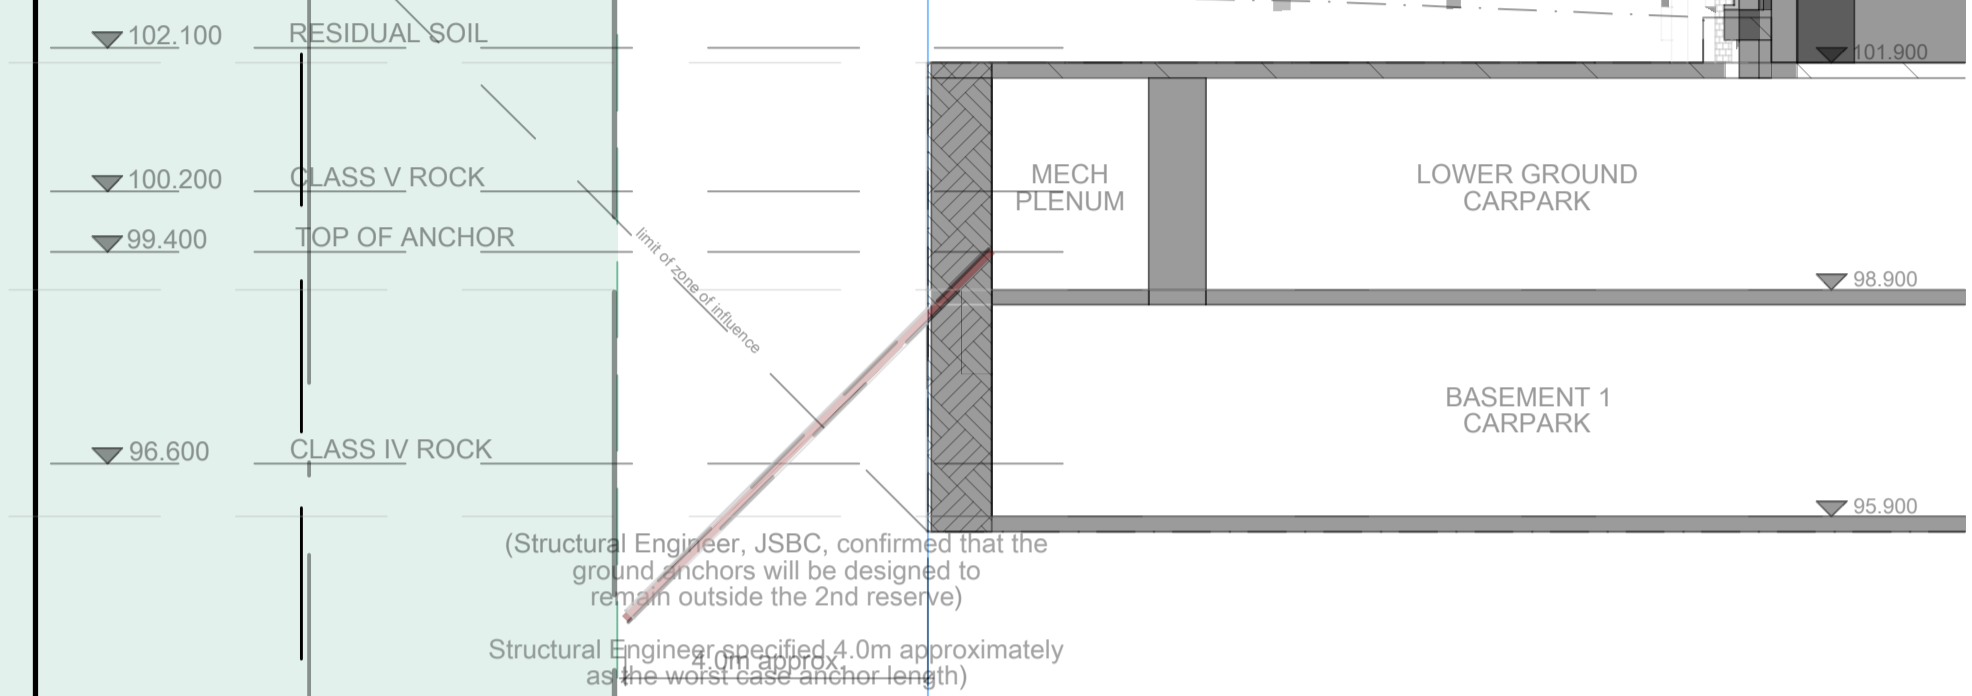 102.100 RESIDUAL SOIL
101.900
100.200 CLASS V ROCK
MECH
PLENUM
LOWER GROUND
CARPARK
99.400 TOP OF ANCHOR
limit of zone of influence
98.900
BASEMENT 1
CARPARK
96.600 CLASS IV ROCK
95.900
(Structural Engineer, JSBC, confirmed that the
ground anchors will be designed to
remain outside the 2nd reserve)
Structural Engineer specified 4.0m approximately
as the worst case anchor length)
4.0m approx.